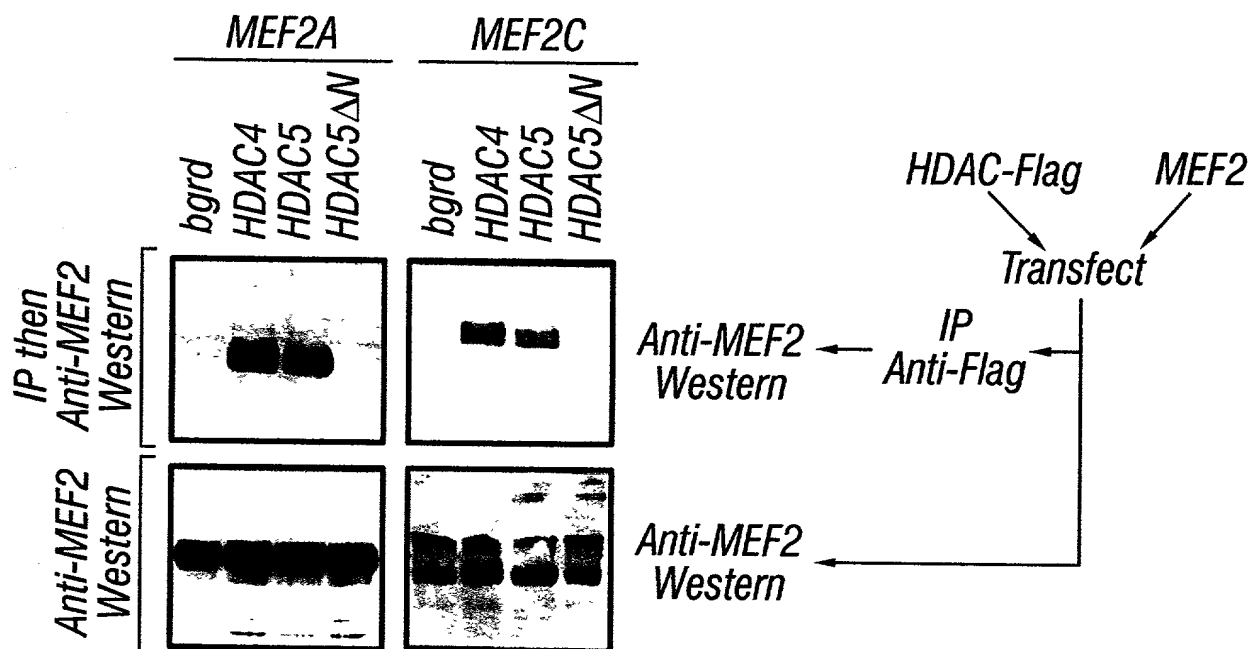 MEF2A
MEF2C
bgrd
HDAC4
HDAC5
HDAC5ΔN
bgrd
HDAC4
HDAC5
HDAC5ΔN
IP then
Anti-MEF2
Western
Anti-MEF2
Western
HDAC-Flag
MEF2
Transfect
IP
Anti-Flag
Anti-MEF2
Western
Anti-MEF2
Western